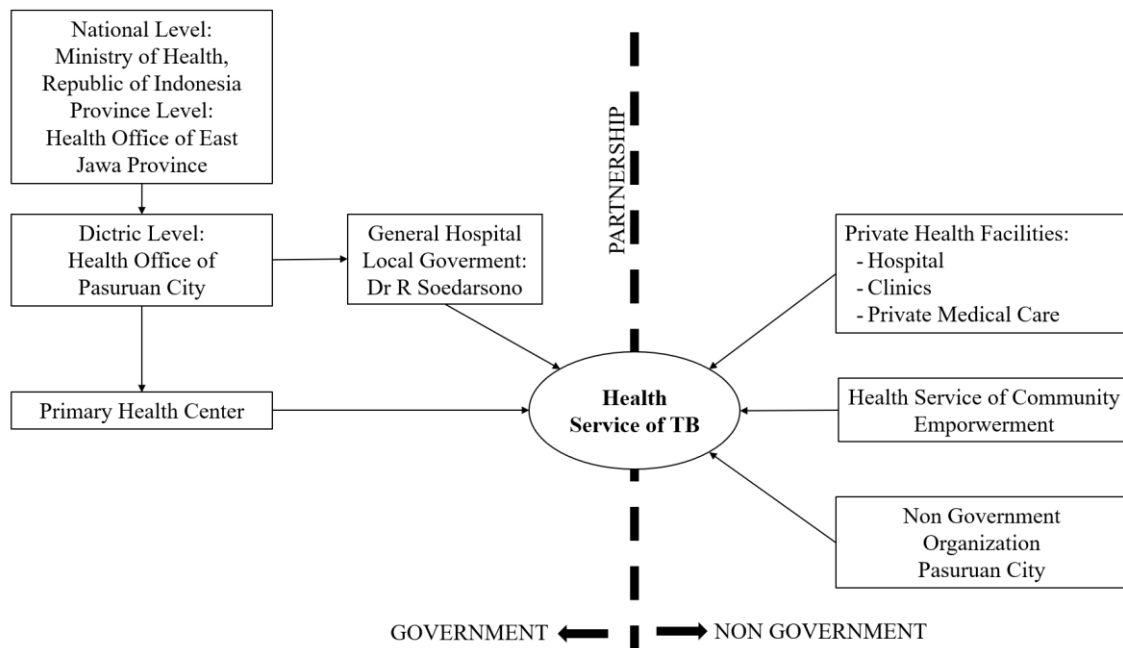 National Level:
Ministry of Health,
Republic of Indonesia
Province Level:
Health Office of East
Jawa Province
Dictric Level:
Health Office of
Pasuruan City
General Hospital
Local Goverment:
Dr R Soedarsono
Primary Health Center
PARTNERSHIP
Health
Service of TB
Private Health Facilities:
- Hospital
- Clinics
- Private Medical Care
Health Service of Community
Emporwerment
Non Government
Organization
Pasuruan City
GOVERNMENT
NON GOVERNMENT